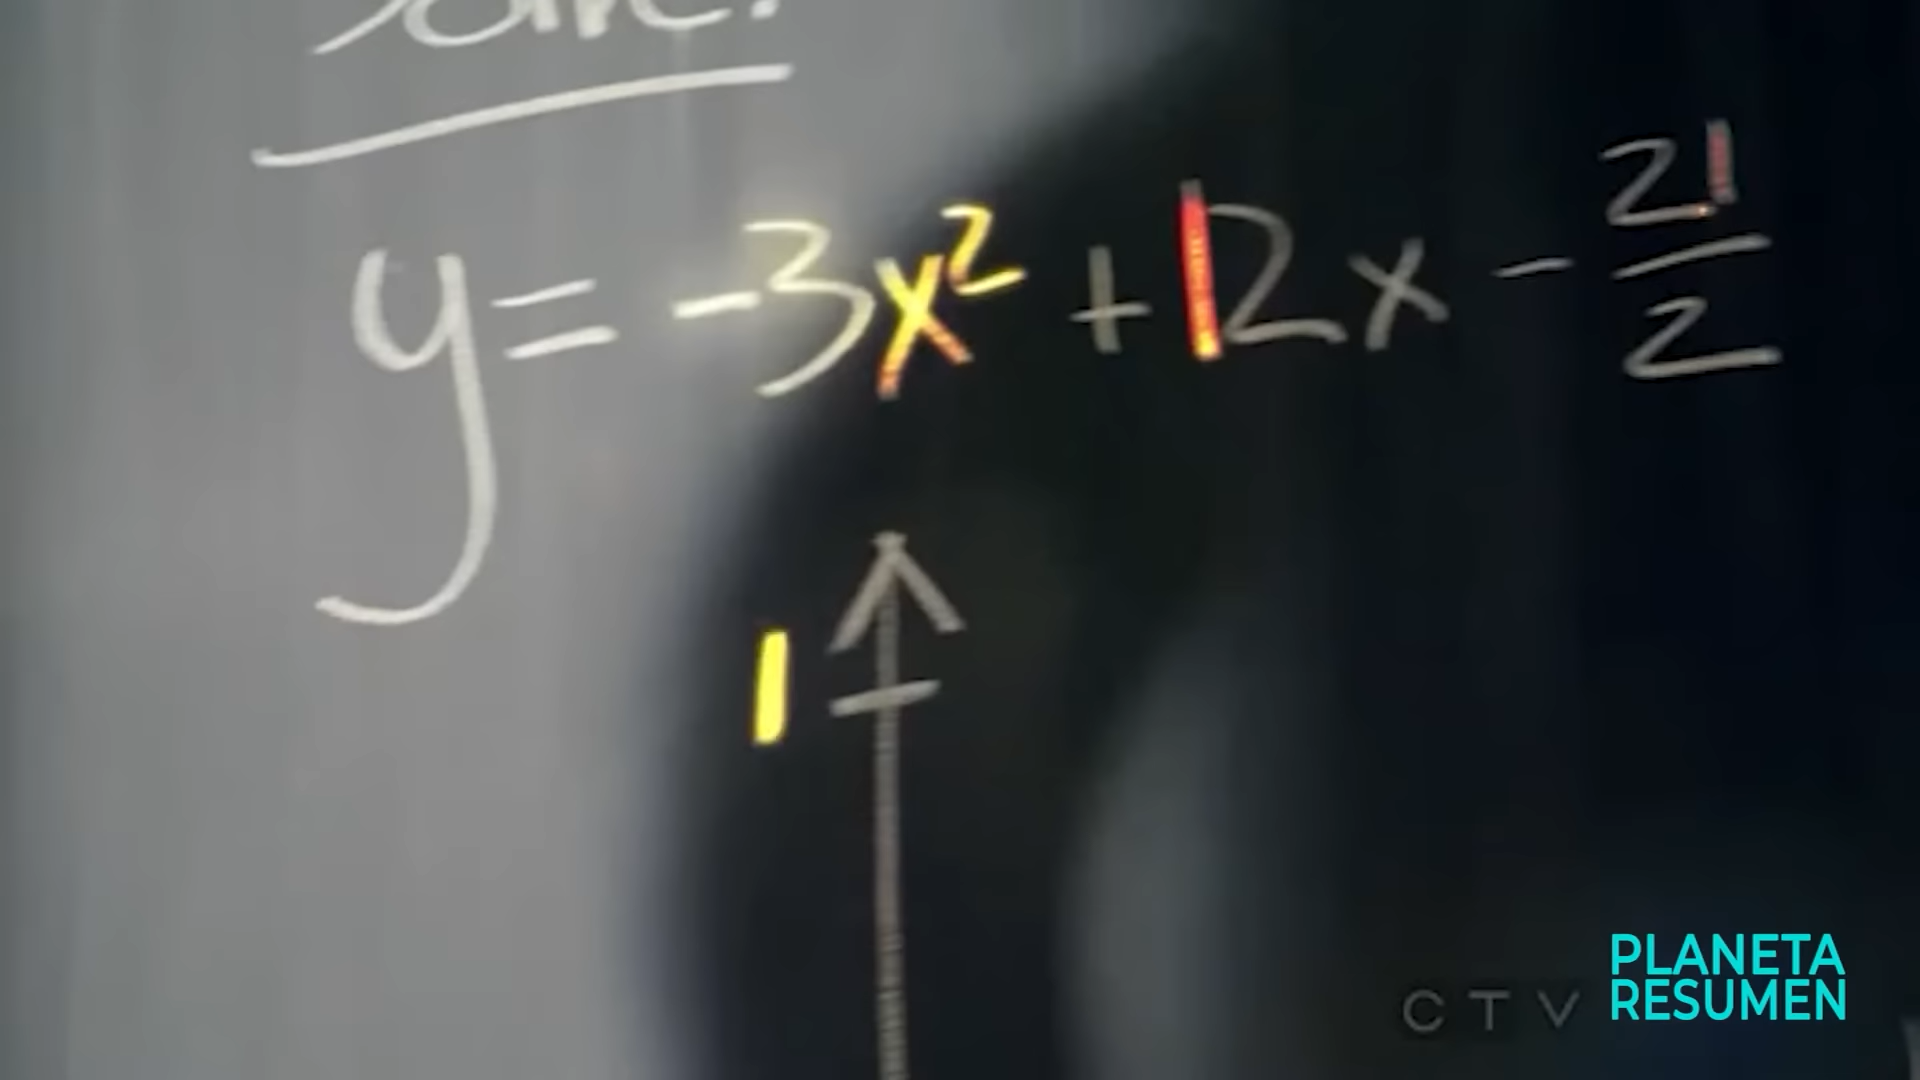 y = -3x² + 12x - 21/2
1
CTV
PLANETA
RESUMEN